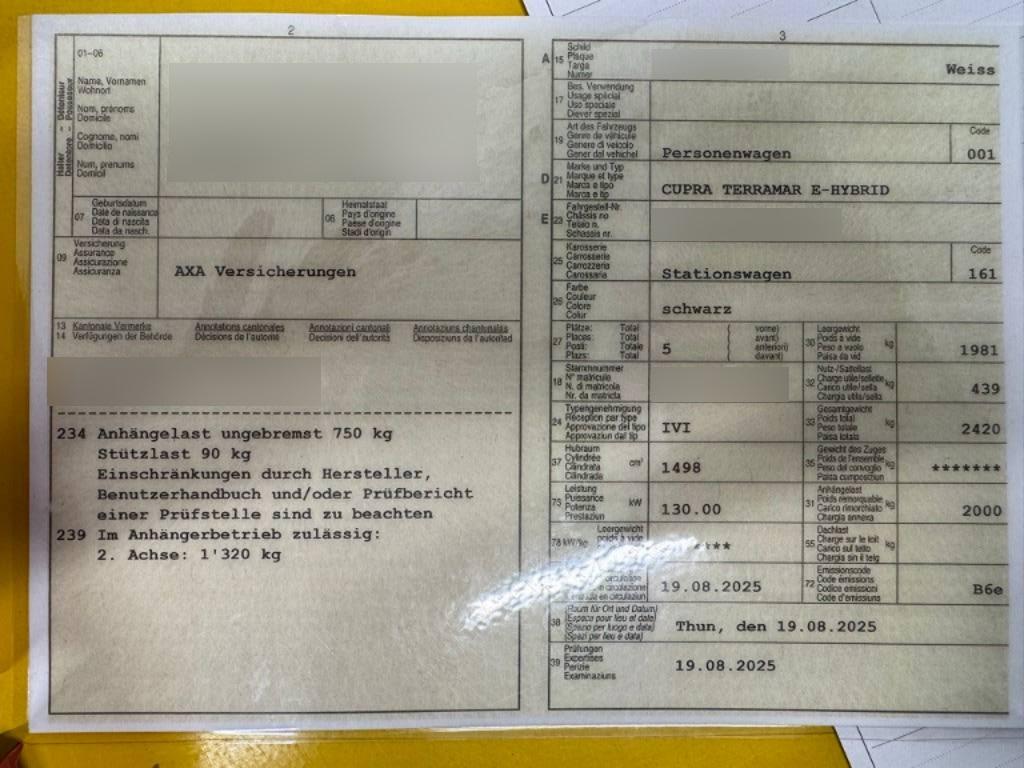 2
01-06
Halter – Détenteur
Detentore – Possessur
Name, Vornamen
Wohnort
Nom, prénoms
Domicile
Cognome, nomi
Domicilio
Num, prenums
Domicil
07
Geburtsdatum
Date de naissance
Data di nascita
Data da nasch.
06
Heimatstaat
Pays d'origine
Paese d'origine
Stadi d'origin
09
Versicherung
Assurance
Assicurazione
Assicuranza
AXA Versicherungen
13 Kantonale Vermerke Annotations cantonales Annotazioni cantonali Annotaziuns chantunalas
14 Verfügungen der Behörde Décisions de l'autorité Decisioni dell'autorità Disposiziuns da l'autoritad
234 Anhängelast ungebremst 750 kg
Stützlast 90 kg
Einschränkungen durch Hersteller,
Benutzerhandbuch und/oder Prüfbericht
einer Prüfstelle sind zu beachten
239 Im Anhängerbetrieb zulässig:
2. Achse: 1'320 kg
3
A 15
Schild
Plaque
Targa
Numer
Weiss
17
Bes. Verwendung
Usage spécial
Uso speciale
Diever spezial
19
Art des Fahrzeugs
Genre de véhicule
Genere di veicolo
Gener dal vehichel
Personenwagen
Code
001
D 21
Marke und Typ
Marque et type
Marca e tipo
Marca e tip
CUPRA TERRAMAR E-HYBRID
E 23
Fahrgestell-Nr.
Châssis no
Telaio n.
Schassis nr.
25
Karosserie
Carrosserie
Carrozzeria
Carossaria
Stationswagen
Code
161
26
Farbe
Couleur
Colore
Colur
schwarz
27
Plätze: Total
Places: Total
Posti: Totale
Plazs: Total
5
( vorne)
( avant)
( anteriori)
( davant)
30
Leergewicht
Poids à vide
Peso a vuoto
Paisa da vid
kg
1981
18
Stammnummer
N° matricule
N. di matricola
Nr. da matricla
32
Nutz-/Sattellast
Charge utile/sellette
Carico utile/sella
Chargia utila/sella
kg
439
24
Typengenehmigung
Réception par type
Approvazione del tipo
Approvaziun dal tip
IVI
33
Gesamtgewicht
Poids total
Peso totale
Paisa totala
kg
2420
37
Hubraum
Cylindrée
Cilindrata
Cilindrada
cm³
1498
35
Gewicht des Zuges
Poids de l'ensemble
Peso del convoglio
Paisa cumposiziun
kg
*******
75
Leistung
Puissance
Potenza
Prestaziun
kW
130.00
31
Anhängelast
Poids remorquable
Carico rimorchiato
Chargia annexa
kg
2000
78 kW/kg
Leergewicht
poids à vide
****
55
Dachlast
Charge sur le toit
Carico sul tetto
Chargia sin il tetg
kg
19.08.2025
72
Emissionscode
Code émissions
Codice emissioni
Code d'emissiuns
B6e
38
(Raum für Ort und Datum)
(Espace pour lieu et date)
(Spazio per luogo e data)
(Spazi per lieu e data)
Thun, den 19.08.2025
39
Prüfungen
Expertises
Perizie
Examinaziuns
19.08.2025